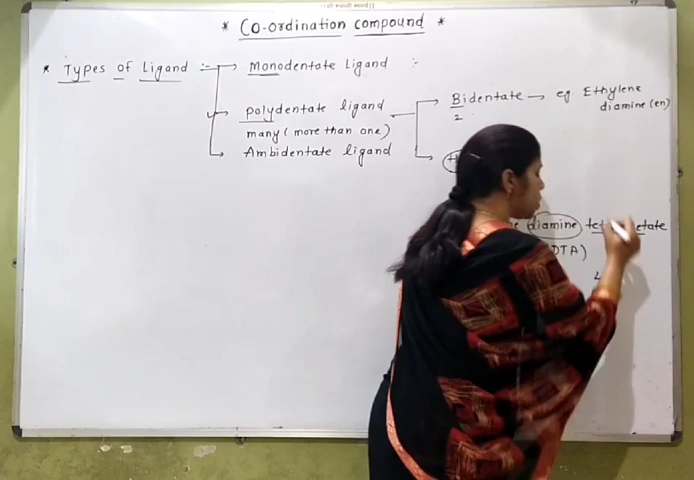 * Co-ordination compound *
* Types of Ligand :- → Monodentate Ligand :-
Polydentate ligand
many (more than one)
Ambidentate ligand
Bidentate → eg Ethylene
diamine (en)
2
diamine
DTA)